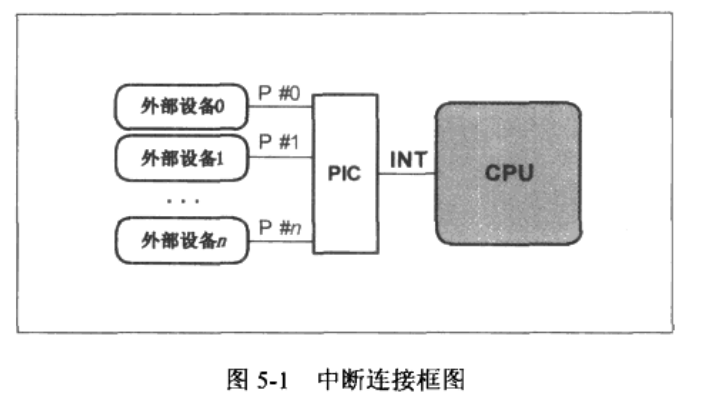 外部设备0
P #0
外部设备1
P #1
...
外部设备n
P #n
PIC
INT
CPU
图 5-1 中断连接框图